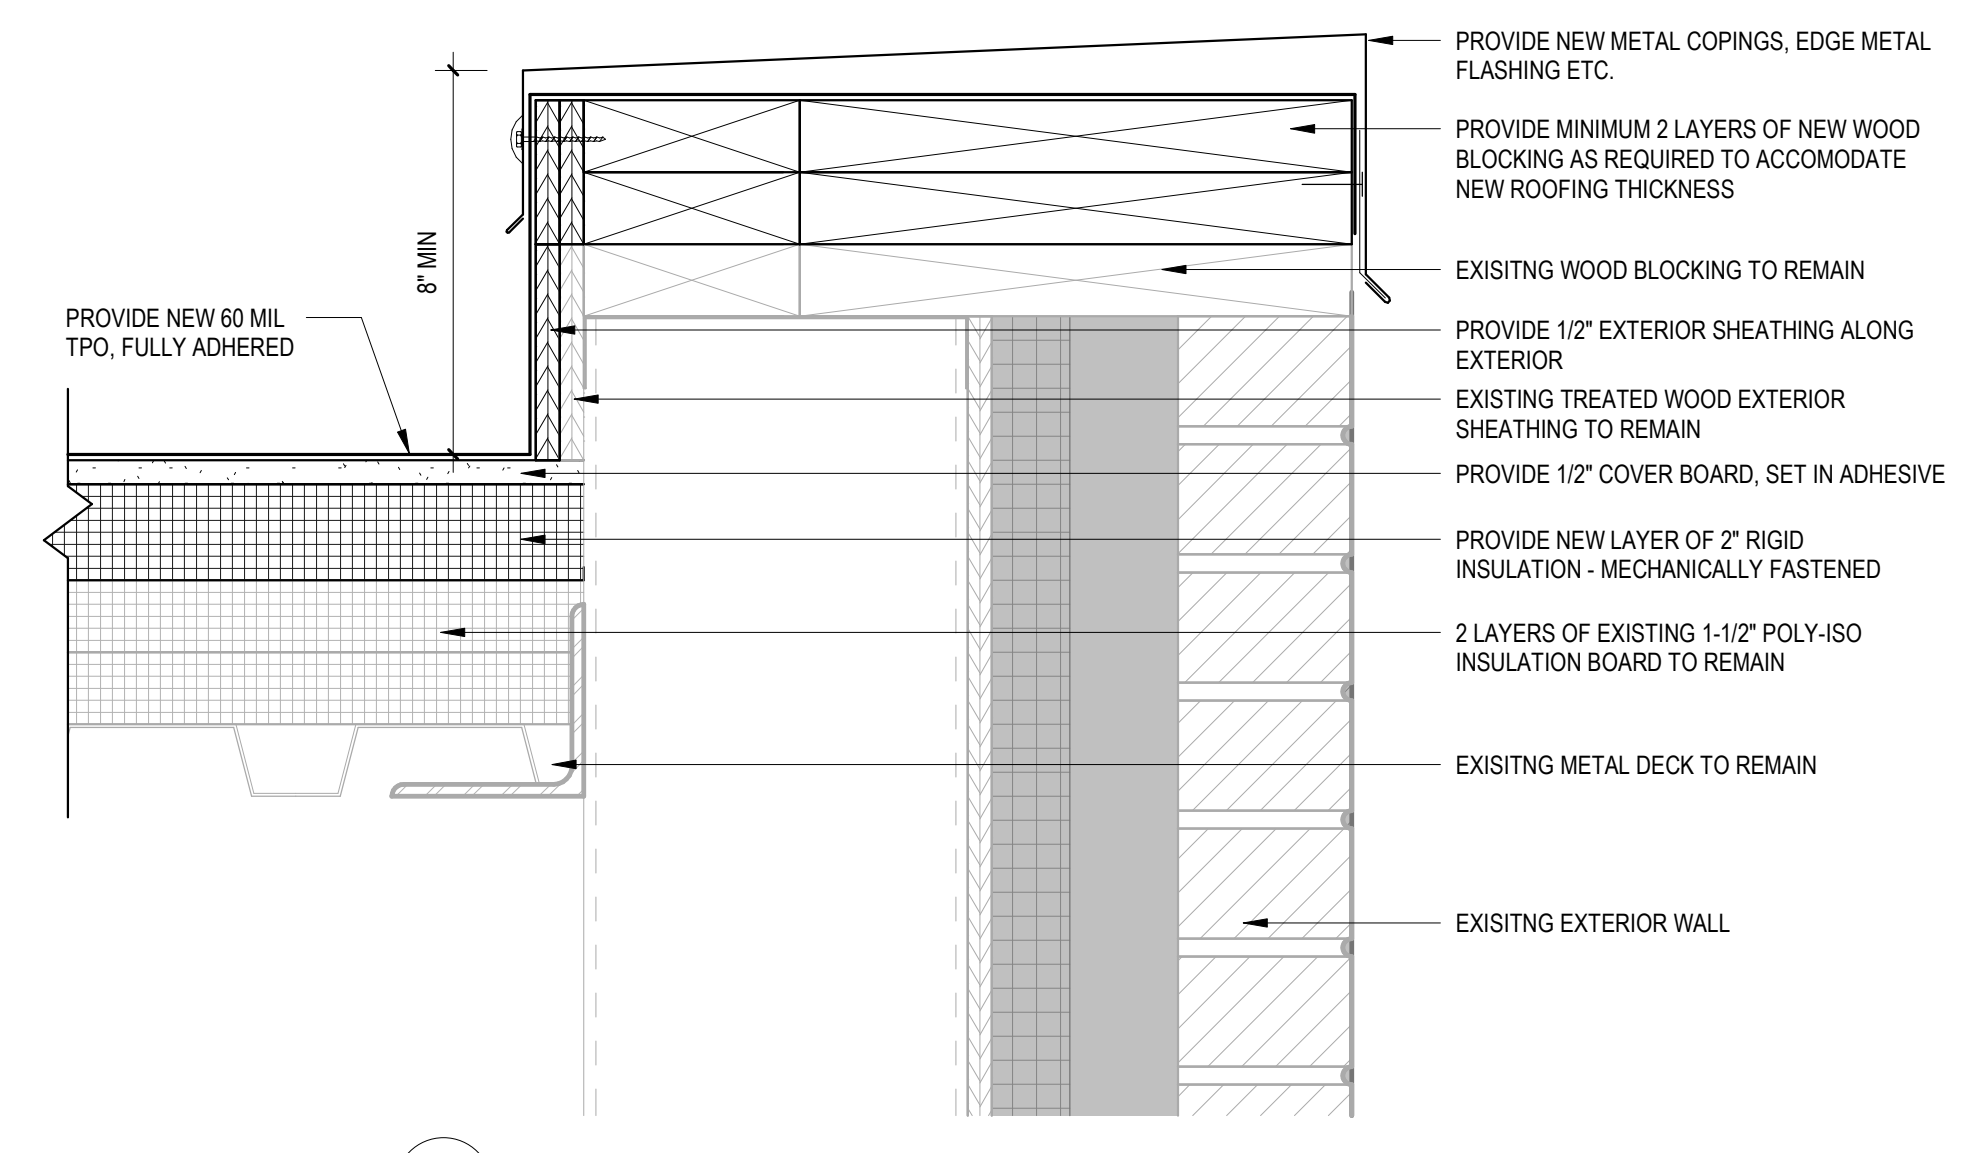 PROVIDE NEW METAL COPINGS, EDGE METAL
FLASHING ETC.
PROVIDE MINIMUM 2 LAYERS OF NEW WOOD
BLOCKING AS REQUIRED TO ACCOMODATE
NEW ROOFING THICKNESS
8" MIN
EXISITNG WOOD BLOCKING TO REMAIN
PROVIDE NEW 60 MIL
TPO, FULLY ADHERED
PROVIDE 1/2" EXTERIOR SHEATHING ALONG
EXTERIOR
EXISTING TREATED WOOD EXTERIOR
SHEATHING TO REMAIN
PROVIDE 1/2" COVER BOARD, SET IN ADHESIVE
PROVIDE NEW LAYER OF 2" RIGID
INSULATION - MECHANICALLY FASTENED
2 LAYERS OF EXISTING 1-1/2" POLY-ISO
INSULATION BOARD TO REMAIN
EXISITNG METAL DECK TO REMAIN
EXISITNG EXTERIOR WALL